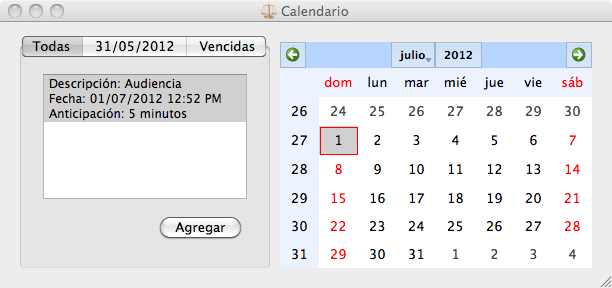 Calendario
Todas 31/05/2012 Vencidas
Descripción: Audiencia
Fecha: 01/07/2012 12:52 PM
Anticipación: 5 minutos
Agregar
julio 2012
dom lun mar mié jue vie sáb
26 24 25 26 27 28 29 30
27 1 2 3 4 5 6 7
28 8 9 10 11 12 13 14
29 15 16 17 18 19 20 21
30 22 23 24 25 26 27 28
31 29 30 31 1 2 3 4